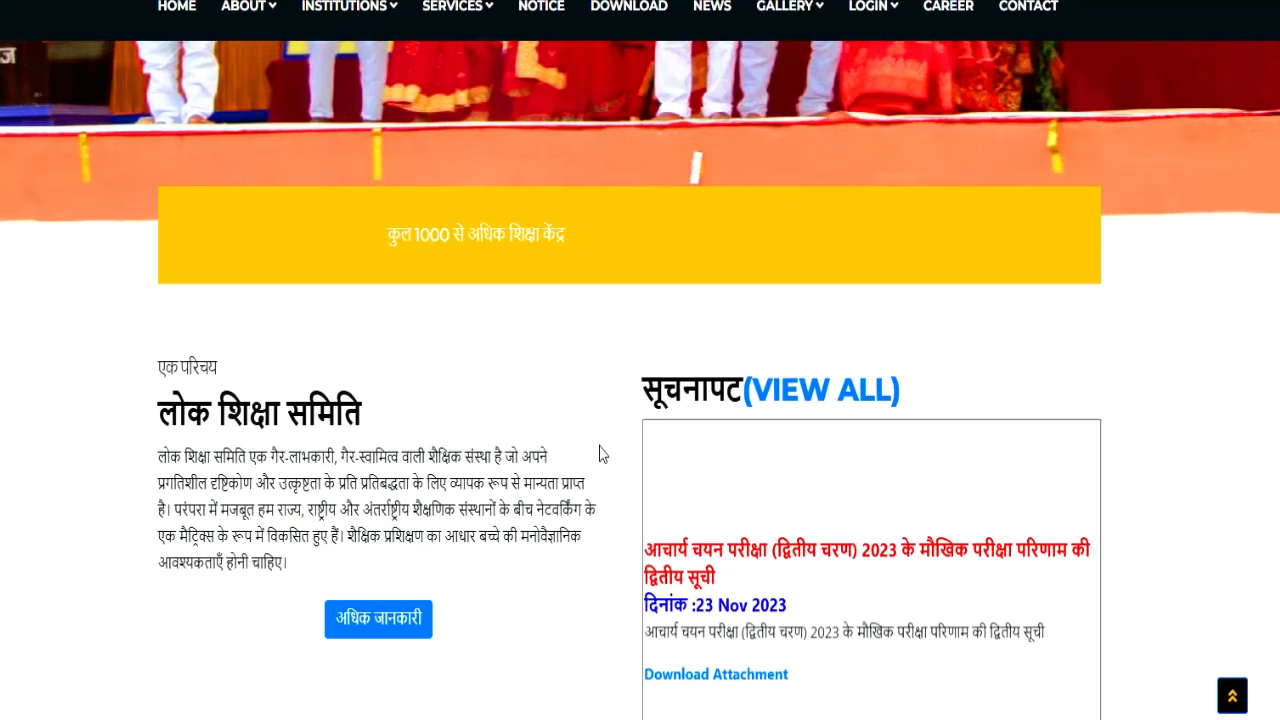 HOME ABOUT INSTITUTIONS SERVICES NOTICE DOWNLOAD NEWS GALLERY LOGIN CAREER CONTACT
कुल 1000 से अधिक शिक्षा केंद्र
एक परिचय
लोक शिक्षा समिति
लोक शिक्षा समिति एक गैर-लाभकारी, गैर-स्वामित्व वाली शैक्षिक संस्था है जो अपने
प्रगतिशील दृष्टिकोण और उत्कृष्टता के प्रति प्रतिबद्धता के लिए व्यापक रूप से मान्यता प्राप्त
है। परंपरा में मजबूत हम राज्य, राष्ट्रीय और अंतर्राष्ट्रीय शैक्षणिक संस्थानों के बीच नेटवर्किंग के
एक मैट्रिक्स के रूप में विकसित हुए हैं। शैक्षिक प्रशिक्षण का आधार बच्चे की मनोवैज्ञानिक
आवश्यकताएँ होनी चाहिए।
अधिक जानकारी
सूचनापट(VIEW ALL)
आचार्य चयन परीक्षा (द्वितीय चरण) 2023 के मौखिक परीक्षा परिणाम की
द्वितीय सूची
दिनांक :23 Nov 2023
आचार्य चयन परीक्षा (द्वितीय चरण) 2023 के मौखिक परीक्षा परिणाम की द्वितीय सूची
Download Attachment